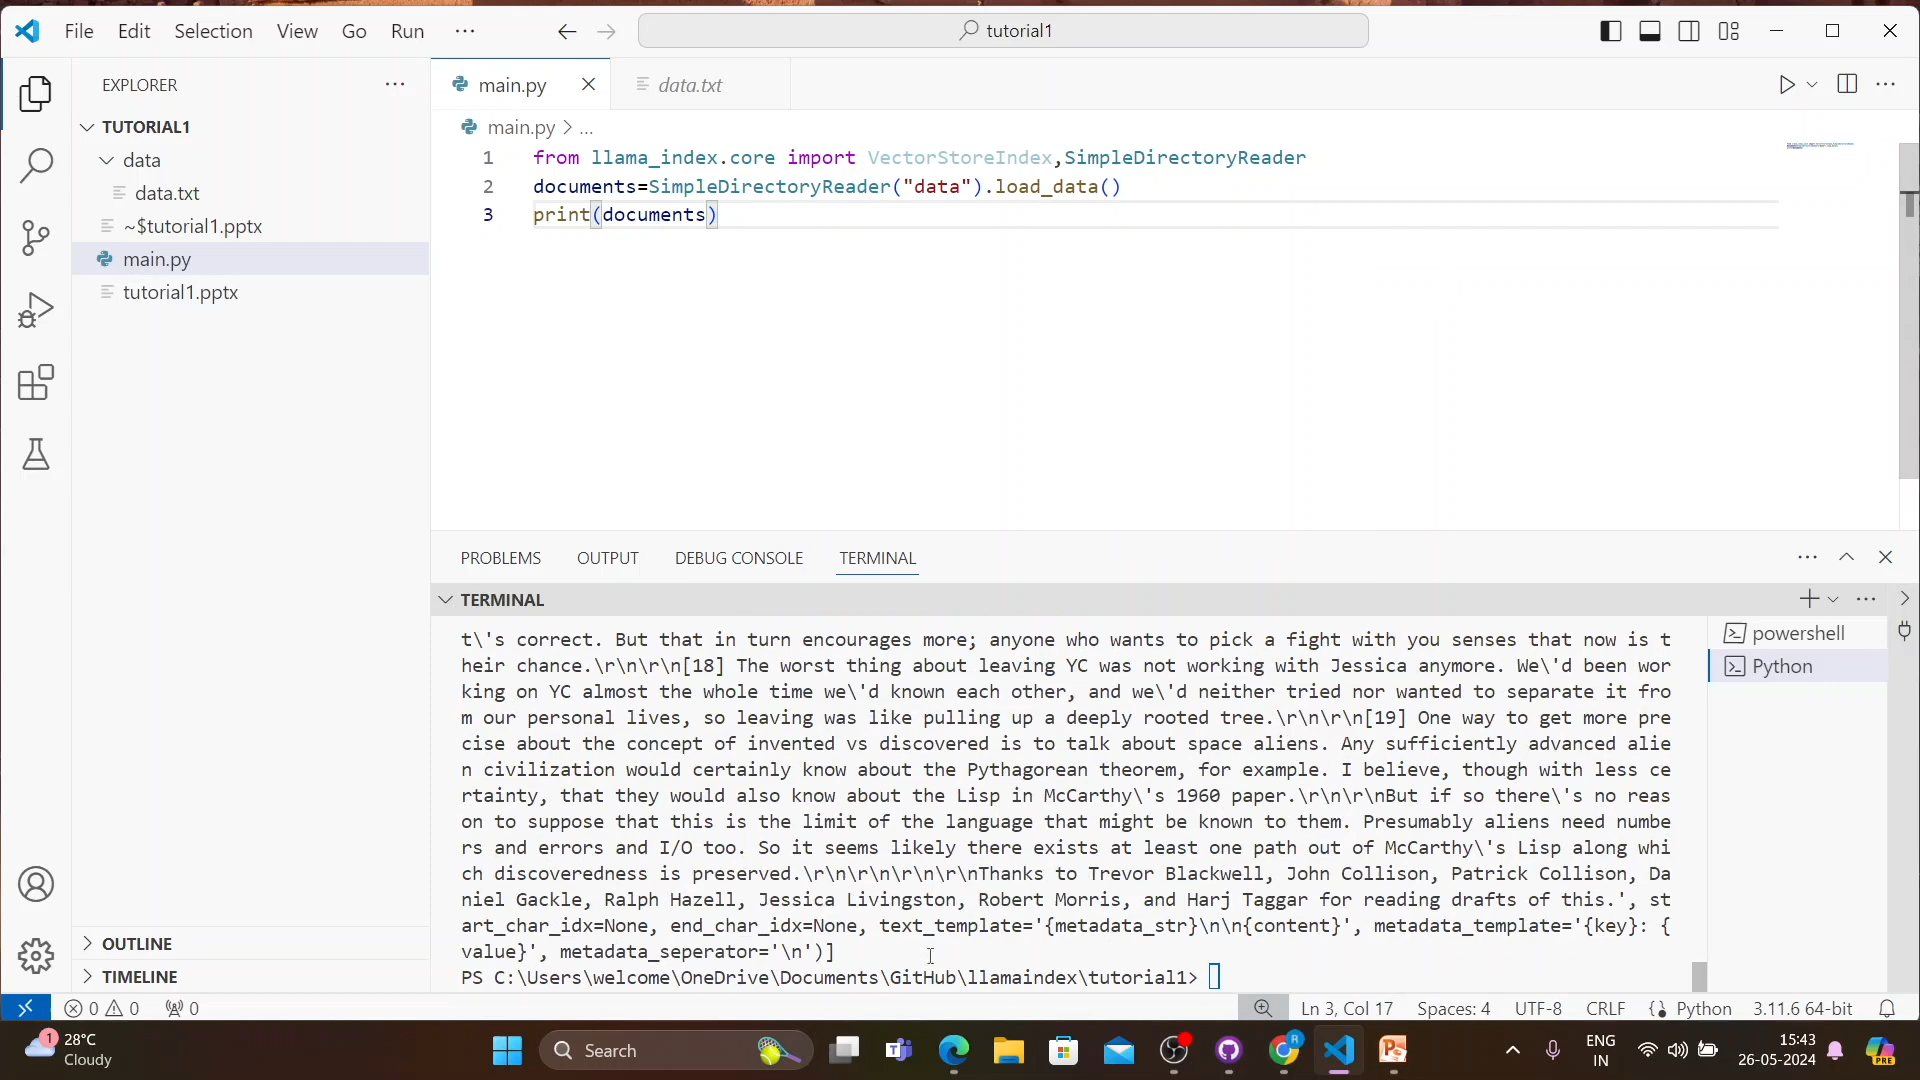 File Edit Selection View Go Run ···
tutorial1
EXPLORER
TUTORIAL1
data
data.txt
~$tutorial1.pptx
main.py
tutorial1.pptx
OUTLINE
TIMELINE
main.py
data.txt
main.py > ...
1 from llama_index.core import VectorStoreIndex,SimpleDirectoryReader
2 documents=SimpleDirectoryReader("data").load_data()
3 print(documents)
PROBLEMS OUTPUT DEBUG CONSOLE TERMINAL
TERMINAL
t\'s correct. But that in turn encourages more; anyone who wants to pick a fight with you senses that now is t
heir chance.\r\n\r\n[18] The worst thing about leaving YC was not working with Jessica anymore. We\'d been wor
king on YC almost the whole time we\'d known each other, and we\'d neither tried nor wanted to separate it fro
m our personal lives, so leaving was like pulling up a deeply rooted tree.\r\n\r\n[19] One way to get more pre
cise about the concept of invented vs discovered is to talk about space aliens. Any sufficiently advanced alie
n civilization would certainly know about the Pythagorean theorem, for example. I believe, though with less ce
rtainty, that they would also know about the Lisp in McCarthy\'s 1960 paper.\r\n\r\nBut if so there\'s no reas
on to suppose that this is the limit of the language that might be known to them. Presumably aliens need numbe
rs and errors and I/O too. So it seems likely there exists at least one path out of McCarthy\'s Lisp along whi
ch discoveredness is preserved.\r\n\r\n\r\n\r\nThanks to Trevor Blackwell, John Collison, Patrick Collison, Da
niel Gackle, Ralph Hazell, Jessica Livingston, Robert Morris, and Harj Taggar for reading drafts of this.', st
art_char_idx=None, end_char_idx=None, text_template='{metadata_str}\n\n{content}', metadata_template='{key}: {
value}', metadata_seperator='\n')]
PS C:\Users\welcome\OneDrive\Documents\GitHub\llamaindex\tutorial1>
powershell
Python
0 0 0
Ln 3, Col 17 Spaces: 4 UTF-8 CRLF Python 3.11.6 64-bit
1
28°C
Cloudy
Search
R
ENG
IN
15:43
26-05-2024
PRE